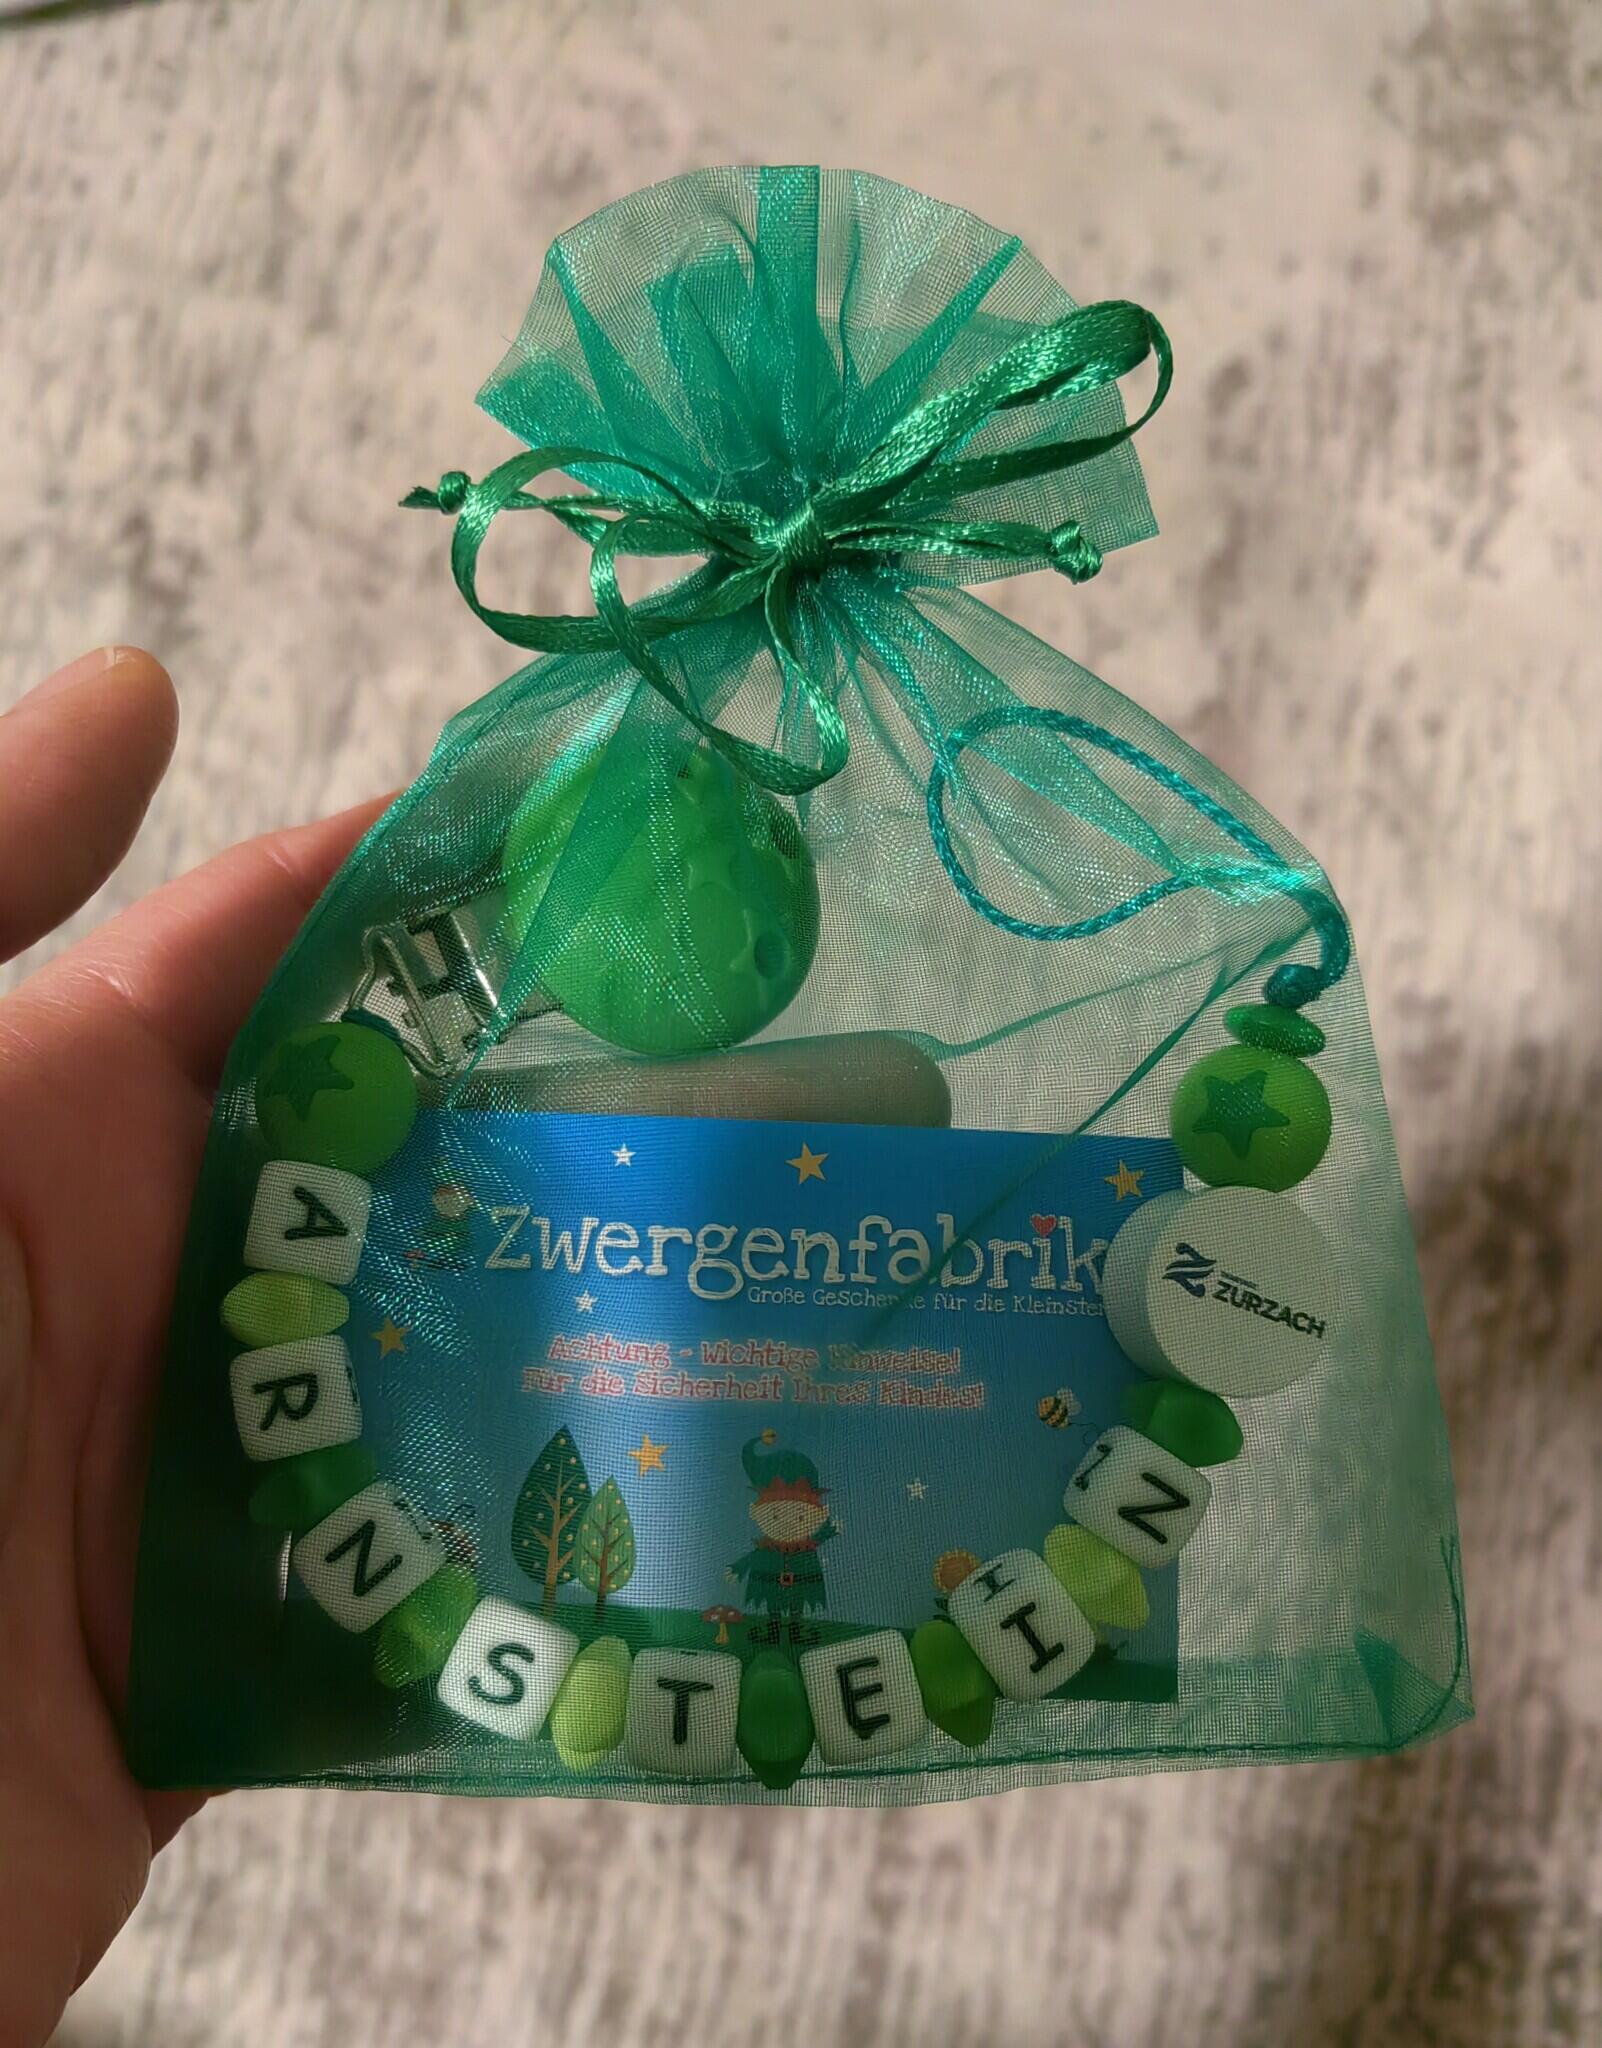 Zwergenfabrik
Große Geschenke für die Kleinsten
Achtung - Wichtige Hinweise!
Für die Sicherheit Ihres Kindes!
ZURZACH
ARNSTEIN